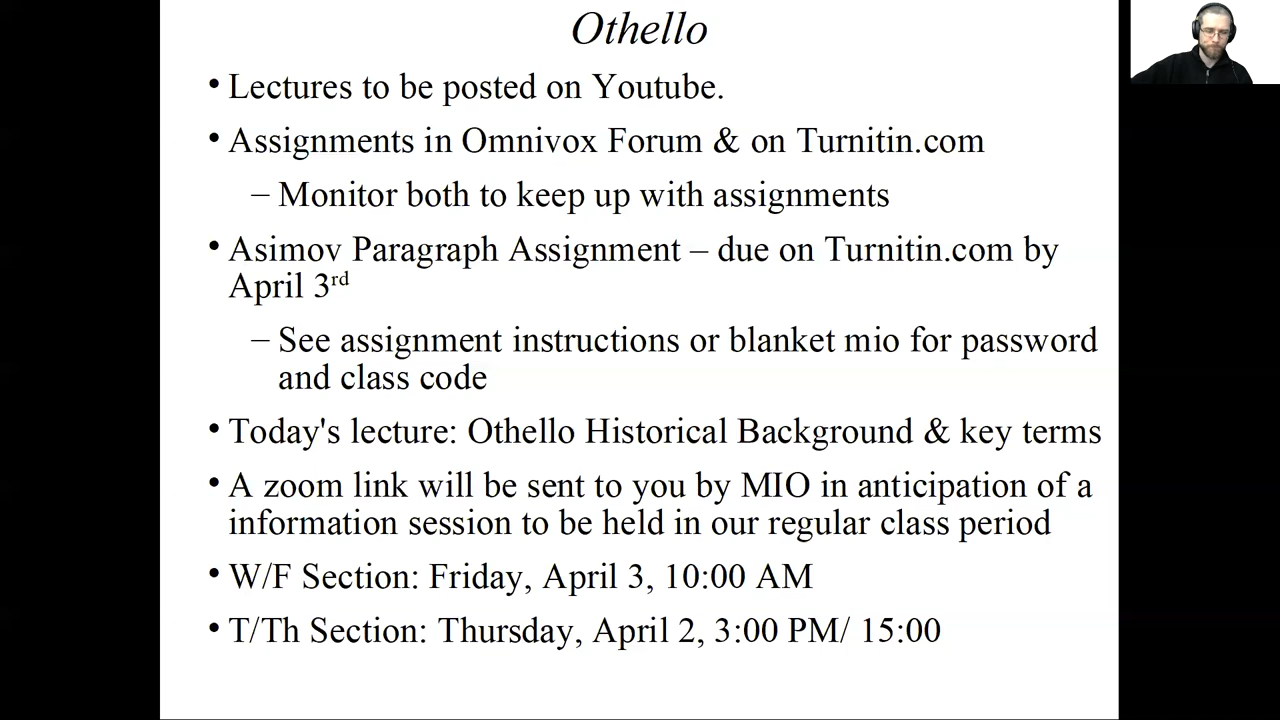 Othello
• Lectures to be posted on Youtube.
• Assignments in Omnivox Forum & on Turnitin.com
– Monitor both to keep up with assignments
• Asimov Paragraph Assignment – due on Turnitin.com by
April 3rd
– See assignment instructions or blanket mio for password
and class code
• Today's lecture: Othello Historical Background & key terms
• A zoom link will be sent to you by MIO in anticipation of a
information session to be held in our regular class period
• W/F Section: Friday, April 3, 10:00 AM
• T/Th Section: Thursday, April 2, 3:00 PM/ 15:00